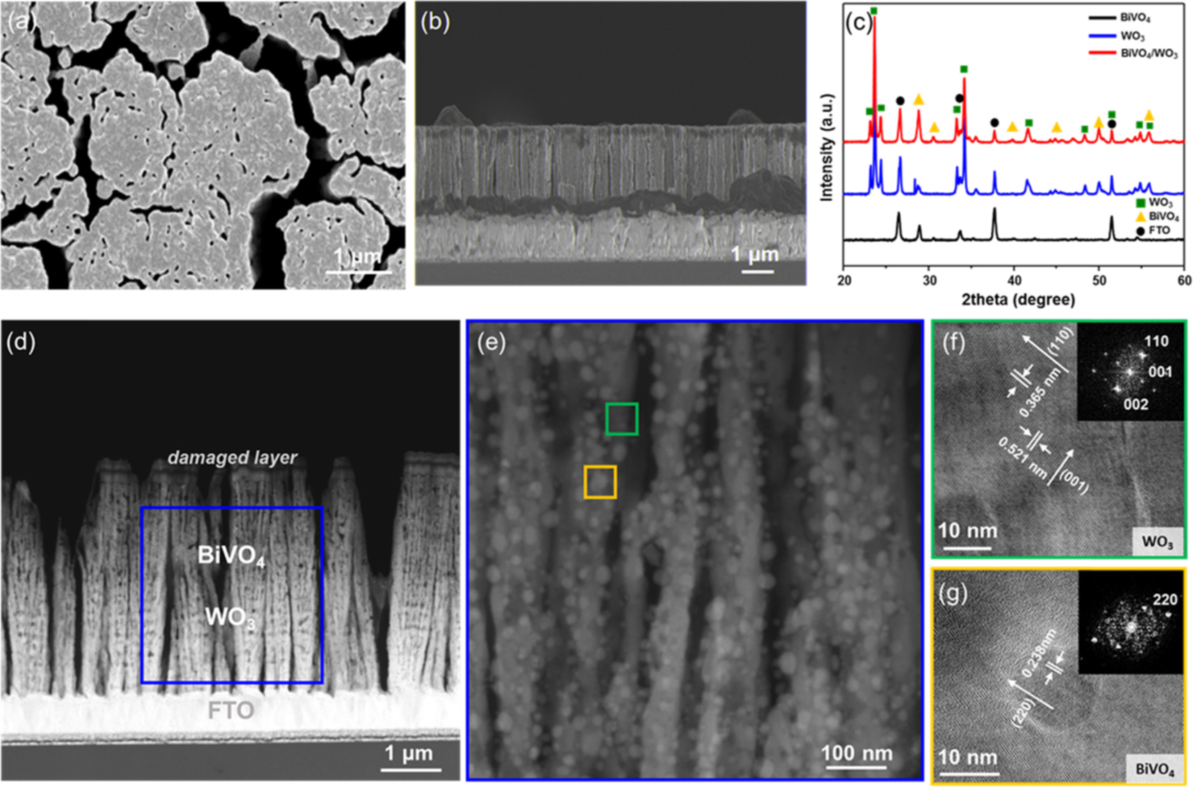 (a)
1 µm
(b)
1 µm
(c)
BiVO₄
WO₃
BiVO₄/WO₃
Intensity (a.u.)
WO₃
BiVO₄
FTO
20 30 40 50 60
2theta (degree)
(d)
damaged layer
BiVO₄
WO₃
FTO
1 µm
(e)
100 nm
(f)
(110)
0.365 nm
0.521 nm
(001)
110
001
002
10 nm
WO₃
(g)
220
0.238nm
(220)
10 nm
BiVO₄